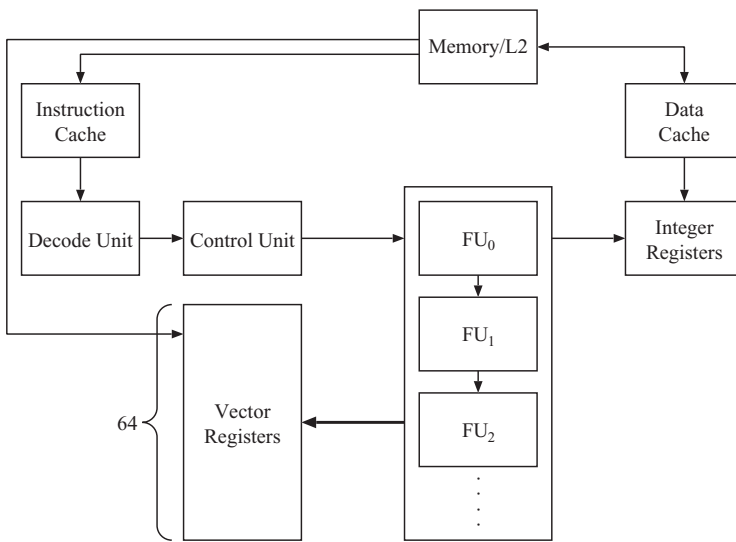 Memory/L2
Instruction
Cache
Data
Cache
Decode Unit
Control Unit
FU₀
Integer
Registers
FU₁
64
Vector
Registers
FU₂